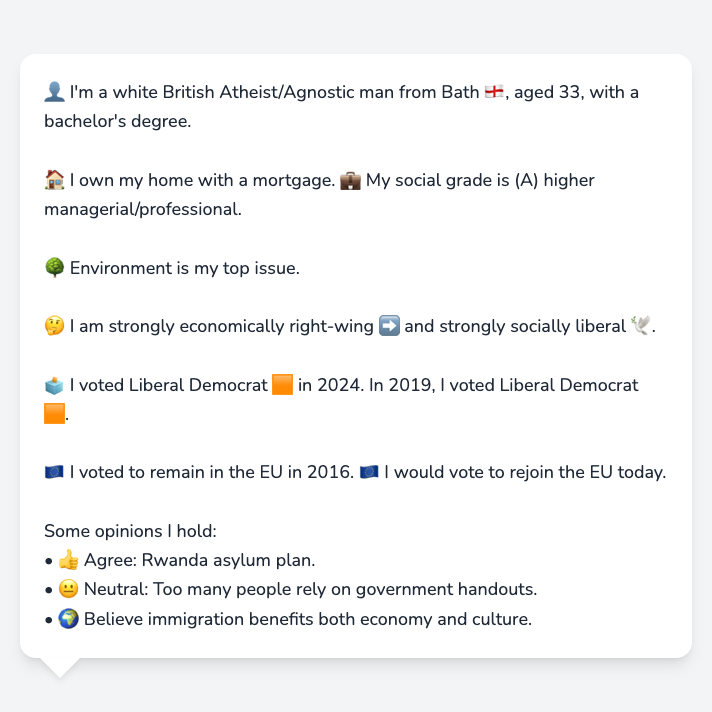 👤 I'm a white British Atheist/Agnostic man from Bath 🏴󠁧󠁢󠁥󠁮󠁧󠁿, aged 33, with a
bachelor's degree.
🏠 I own my home with a mortgage. 💼 My social grade is (A) higher
managerial/professional.
🌳 Environment is my top issue.
🤔 I am strongly economically right-wing ➡️ and strongly socially liberal 🕊️.
🗳️ I voted Liberal Democrat 🟧 in 2024. In 2019, I voted Liberal Democrat
🟧.
🇪🇺 I voted to remain in the EU in 2016. 🇪🇺 I would vote to rejoin the EU today.
Some opinions I hold:
• 👍 Agree: Rwanda asylum plan.
• 😐 Neutral: Too many people rely on government handouts.
• 🌍 Believe immigration benefits both economy and culture.